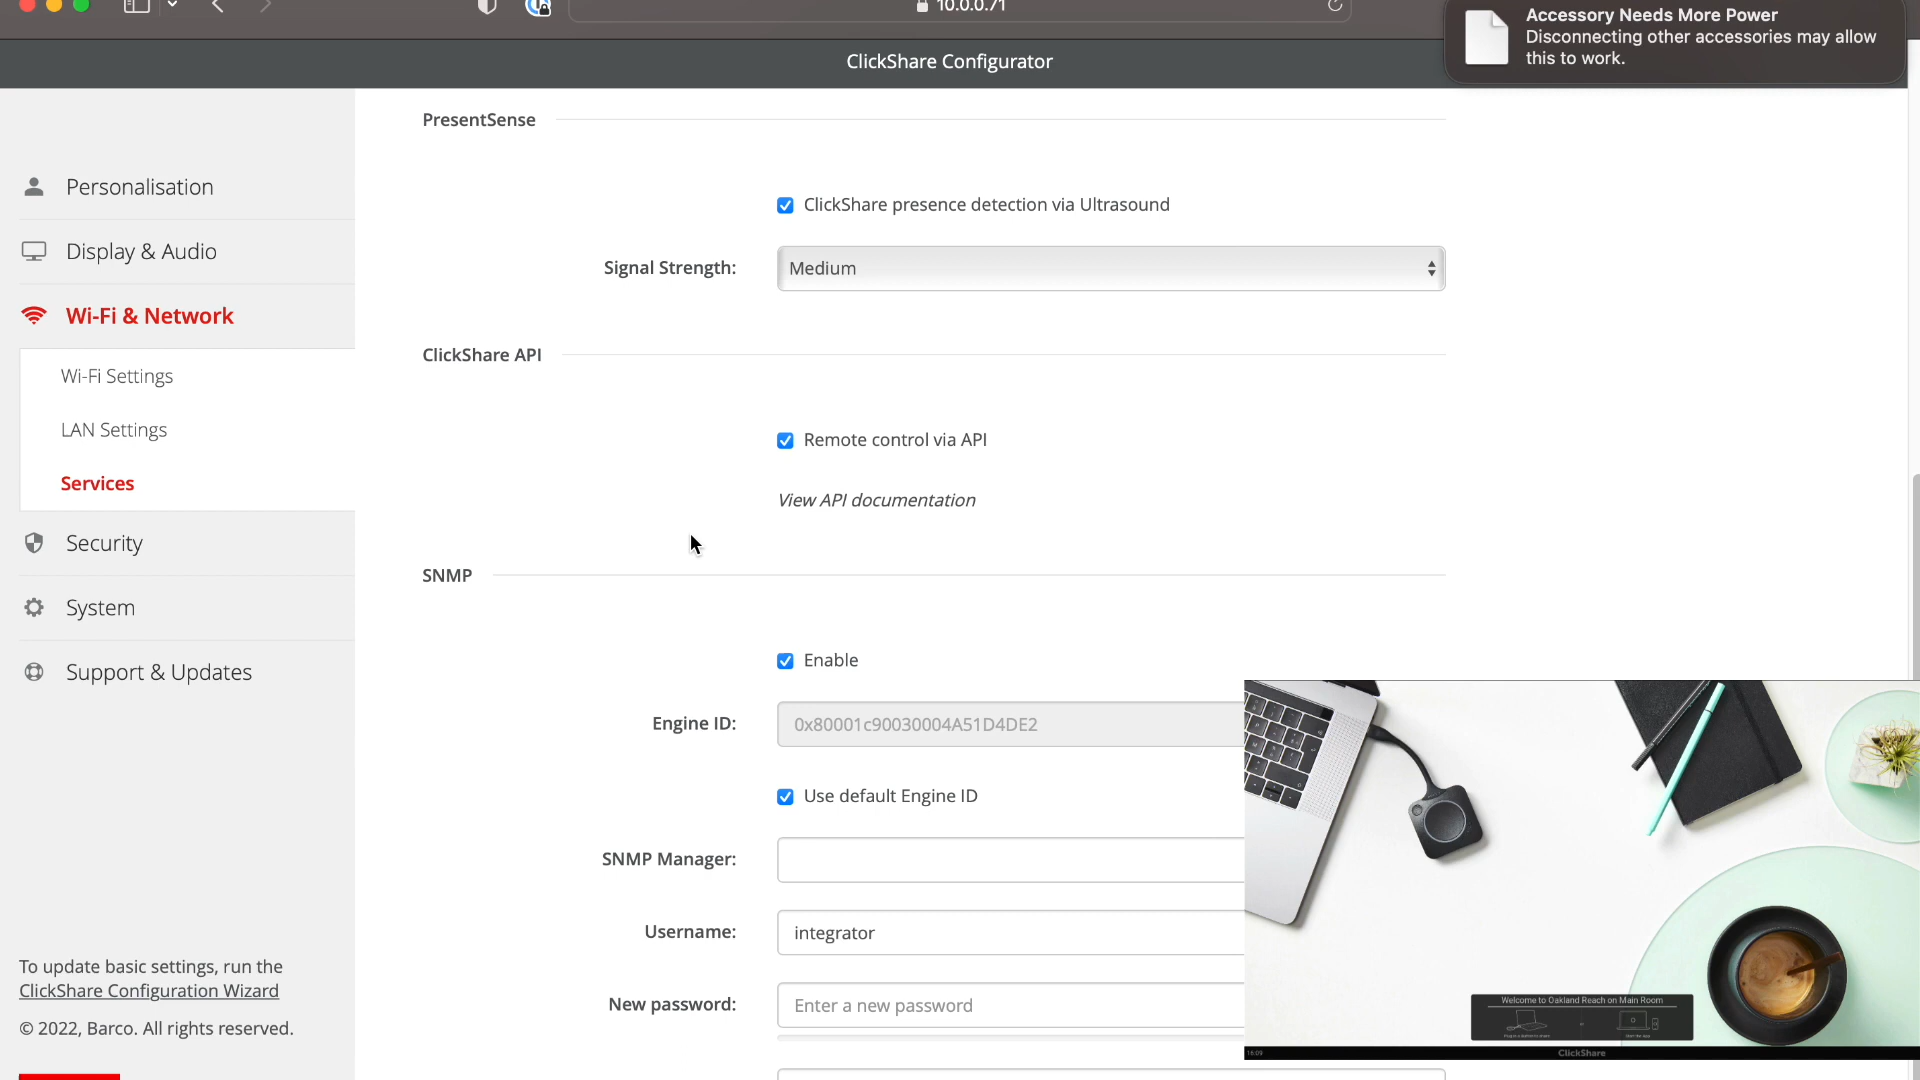 10.0.0.71
Accessory Needs More Power
Disconnecting other accessories may allow
this to work.
ClickShare Configurator
Personalisation
Display & Audio
Wi-Fi & Network
Wi-Fi Settings
LAN Settings
Services
Security
System
Support & Updates
To update basic settings, run the
ClickShare Configuration Wizard
© 2022, Barco. All rights reserved.
PresentSense
ClickShare presence detection via Ultrasound
Signal Strength: Medium
ClickShare API
Remote control via API
View API documentation
SNMP
Enable
Engine ID: 0x80001c90030004A51D4DE2
Use default Engine ID
SNMP Manager:
Username: integrator
New password: Enter a new password
Welcome to Oakland Reach on Main Room
16:09
ClickShare